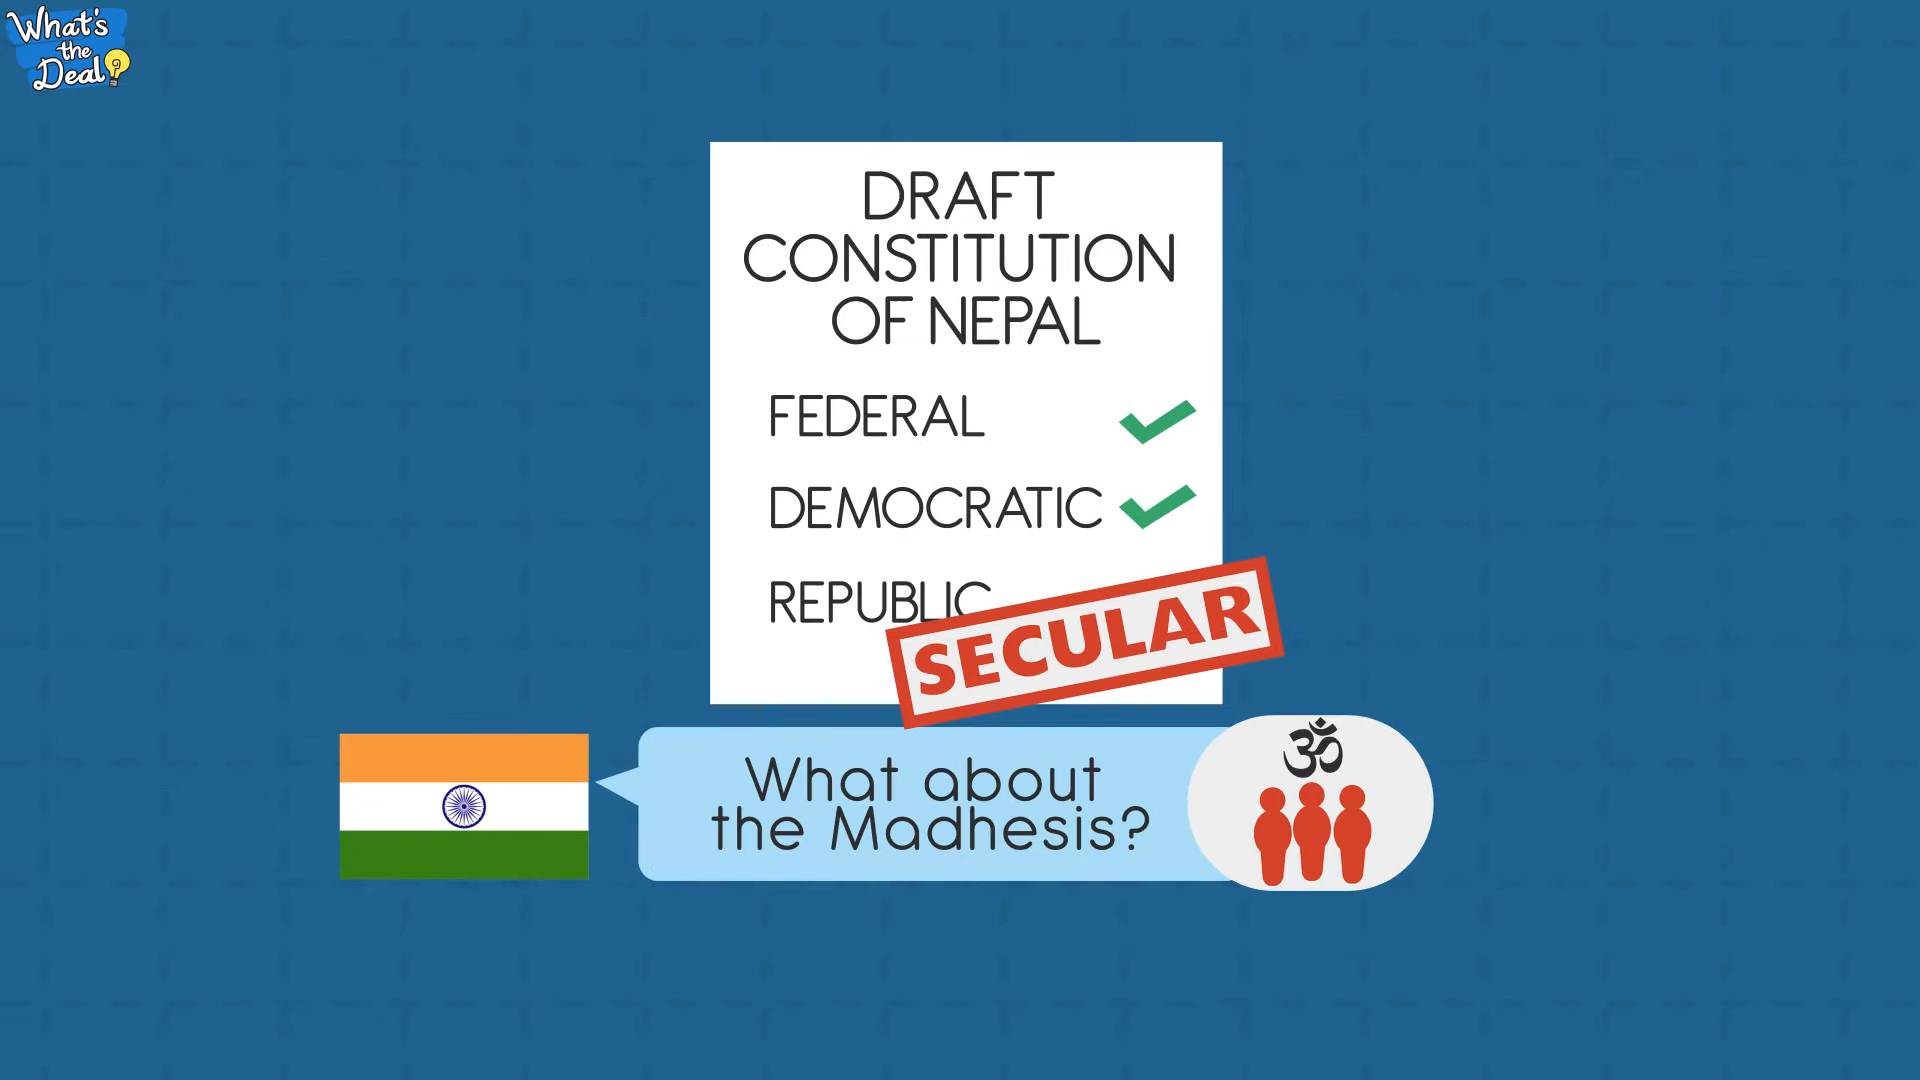 What's
the
Deal
?
DRAFT
CONSTITUTION
OF NEPAL
FEDERAL
DEMOCRATIC
REPUBLIC
SECULAR
ॐ
What about
the Madhesis?